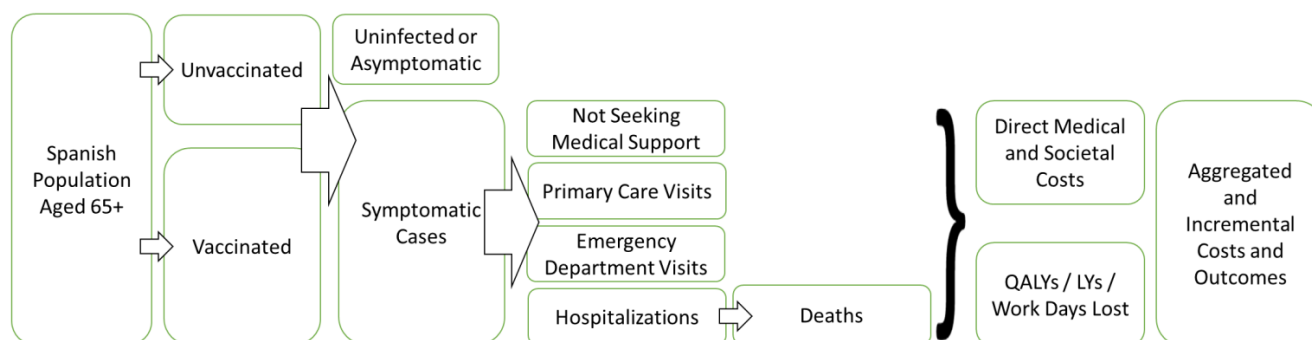 Spanish
Population
Aged 65+
Unvaccinated
Vaccinated
Uninfected or
Asymptomatic
Symptomatic
Cases
Not Seeking
Medical Support
Primary Care Visits
Emergency
Department Visits
Hospitalizations
Deaths
Direct Medical
and Societal
Costs
QALYs / LYs /
Work Days Lost
Aggregated
and
Incremental
Costs and
Outcomes